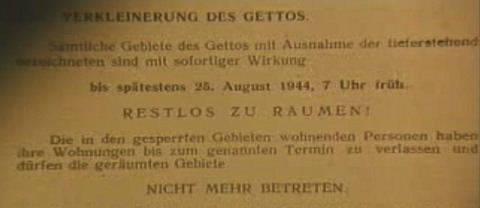 VERKLEINERUNG DES GETTOS.
Sämtliche Gebiete des Gettos mit Ausnahme der tieferstehend
bezeichneten sind mit sofortiger Wirkung
bis spätestens 25. August 1944, 7 Uhr früh
RESTLOS ZU RÄUMEN!
Die in den gesperrten Gebieten wohnenden Personen haben
ihre Wohnungen bis zum genannten Termin zu verlassen und
dürfen die geräumten Gebiete
NICHT MEHR BETRETEN.